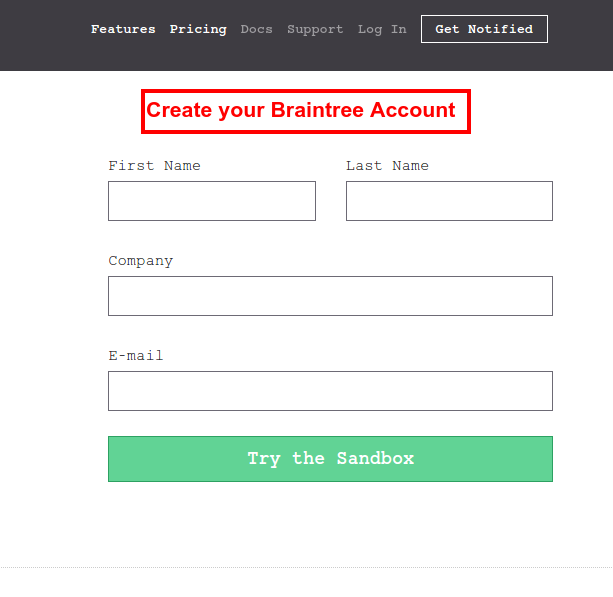 Features Pricing Docs Support Log In Get Notified
Create your Braintree Account
First Name Last Name
Company
E-mail
Try the Sandbox